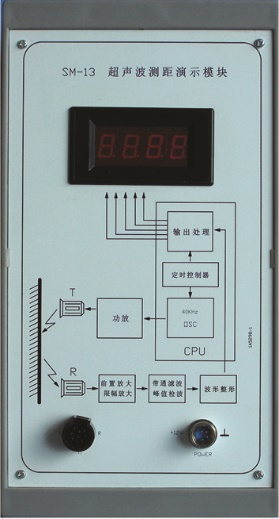 SM-13 超声波测距演示模块
8888
输出处理
定时控制器
T
功放
40KHz
OSC
CPU
R
前置放大
限幅放大
带通滤波
峰值检波
波形整形
R
POWER